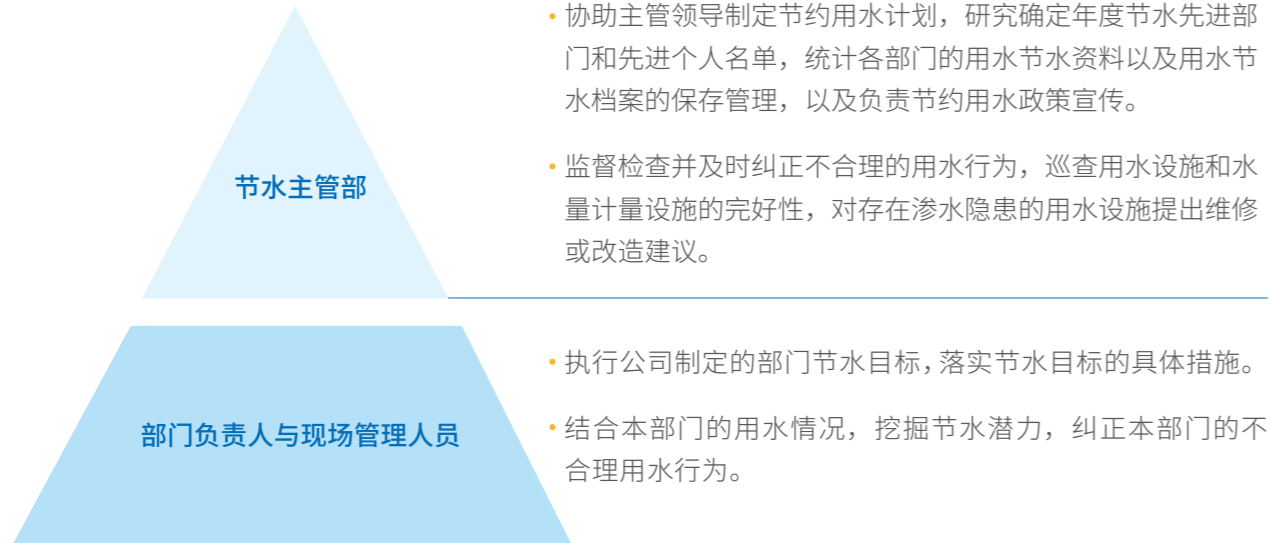 节水主管部
• 协助主管领导制定节约用水计划，研究确定年度节水先进部
门和先进个人名单，统计各部门的用水节水资料以及用水节
水档案的保存管理，以及负责节约用水政策宣传。
• 监督检查并及时纠正不合理的用水行为，巡查用水设施和水
量计量设施的完好性，对存在渗水隐患的用水设施提出维修
或改造建议。
部门负责人与现场管理人员
• 执行公司制定的部门节水目标，落实节水目标的具体措施。
• 结合本部门的用水情况，挖掘节水潜力，纠正本部门的不
合理用水行为。